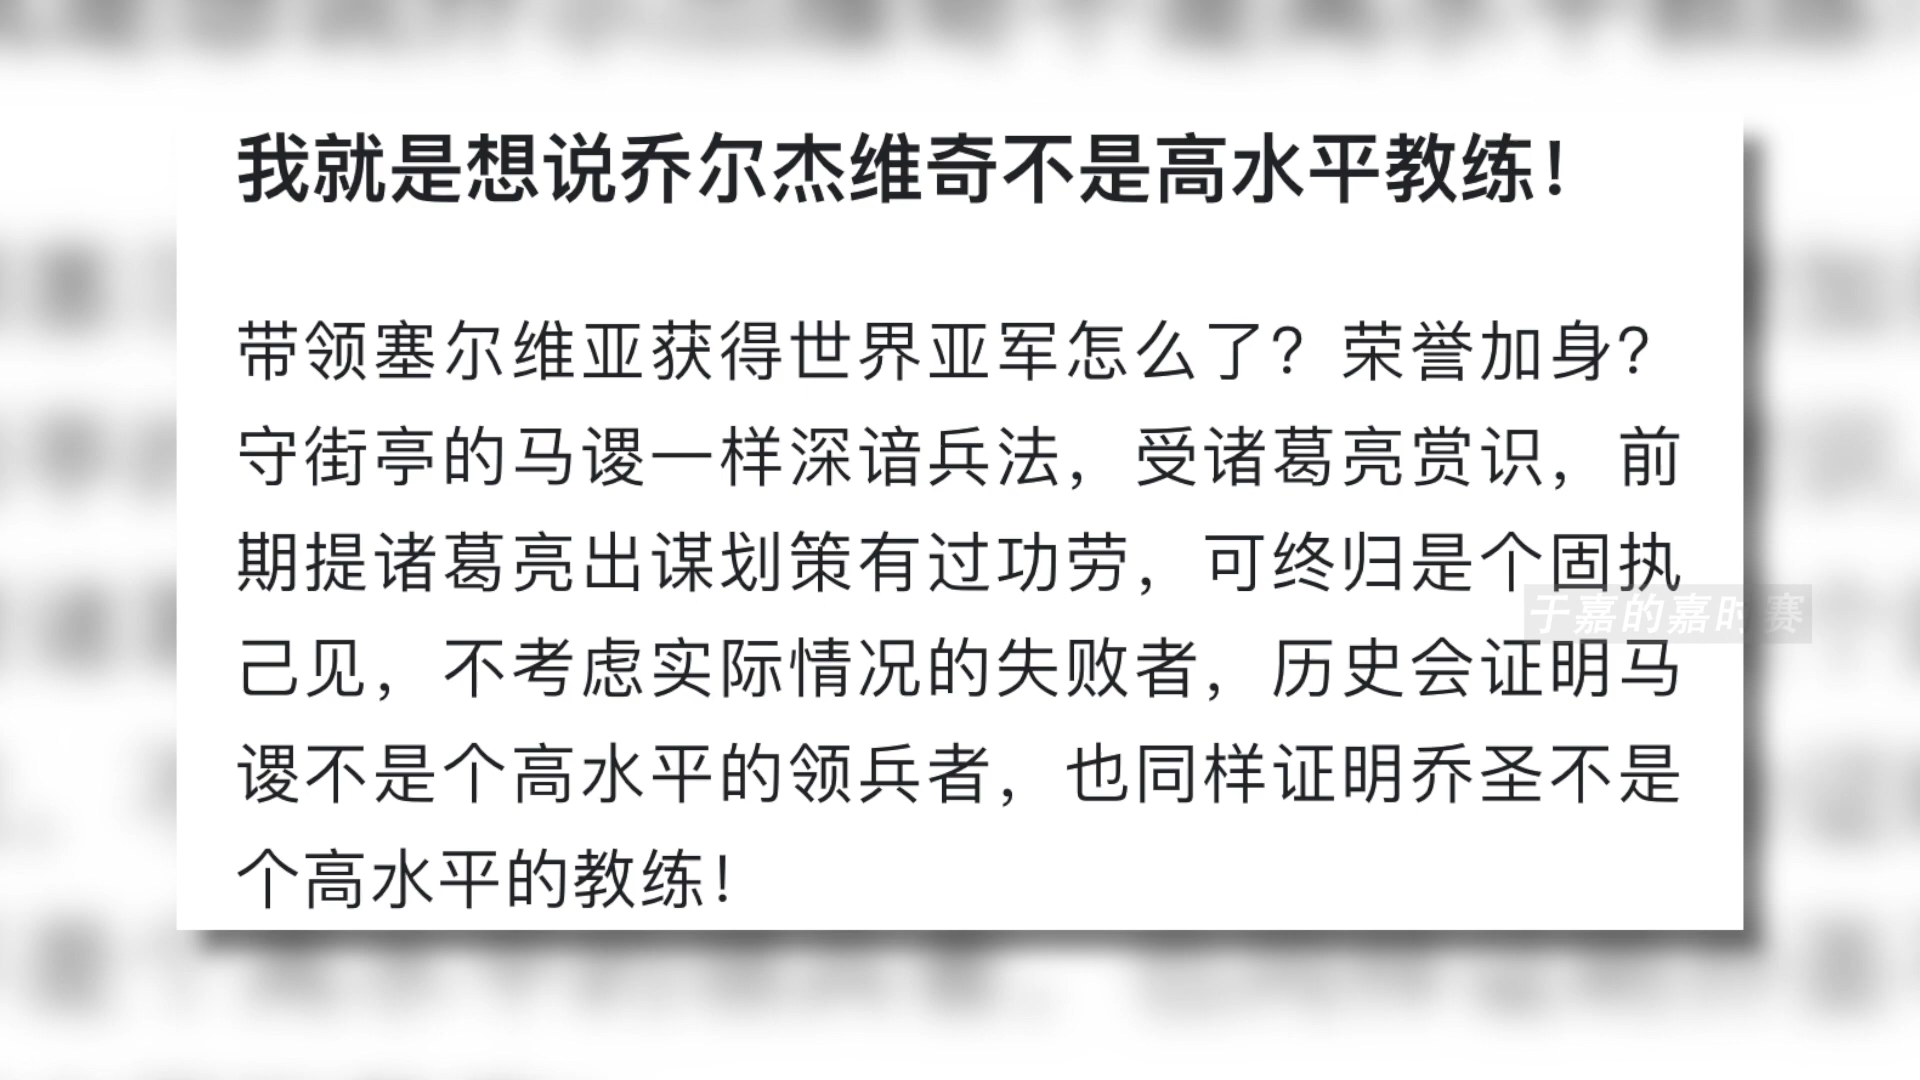 我就是想说乔尔杰维奇不是高水平教练！
带领塞尔维亚获得世界亚军怎么了？荣誉加身？
守街亭的马谡一样深谙兵法，受诸葛亮赏识，前
期提诸葛亮出谋划策有过功劳，可终归是个固执
己见，不考虑实际情况的失败者，历史会证明马
谡不是个高水平的领兵者，也同样证明乔圣不是
个高水平的教练！
于嘉的嘉时赛